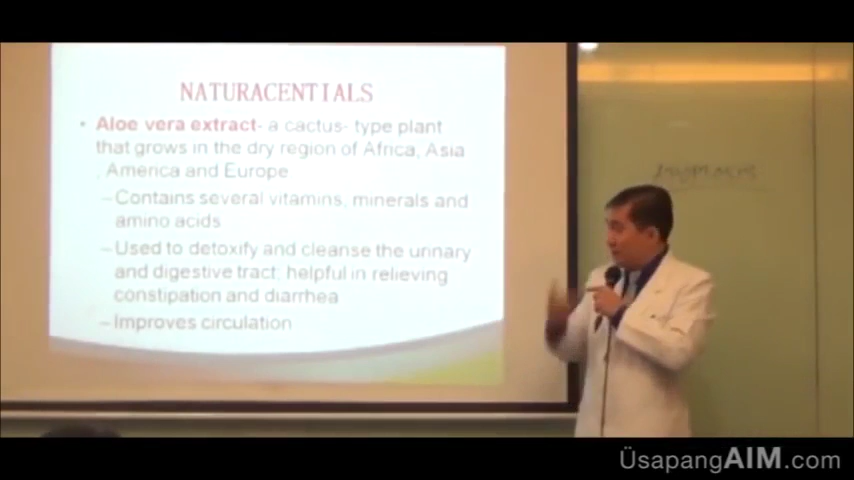 NATURACENTIALS
• Aloe vera extract- a cactus- type plant
that grows in the dry region of Africa, Asia
, America and Europe
–Contains several vitamins, minerals and
amino acids
–Used to detoxify and cleanse the urinary
and digestive tract, helpful in relieving
constipation and diarrhea
–Improves circulation
ÜsapangAIM.com